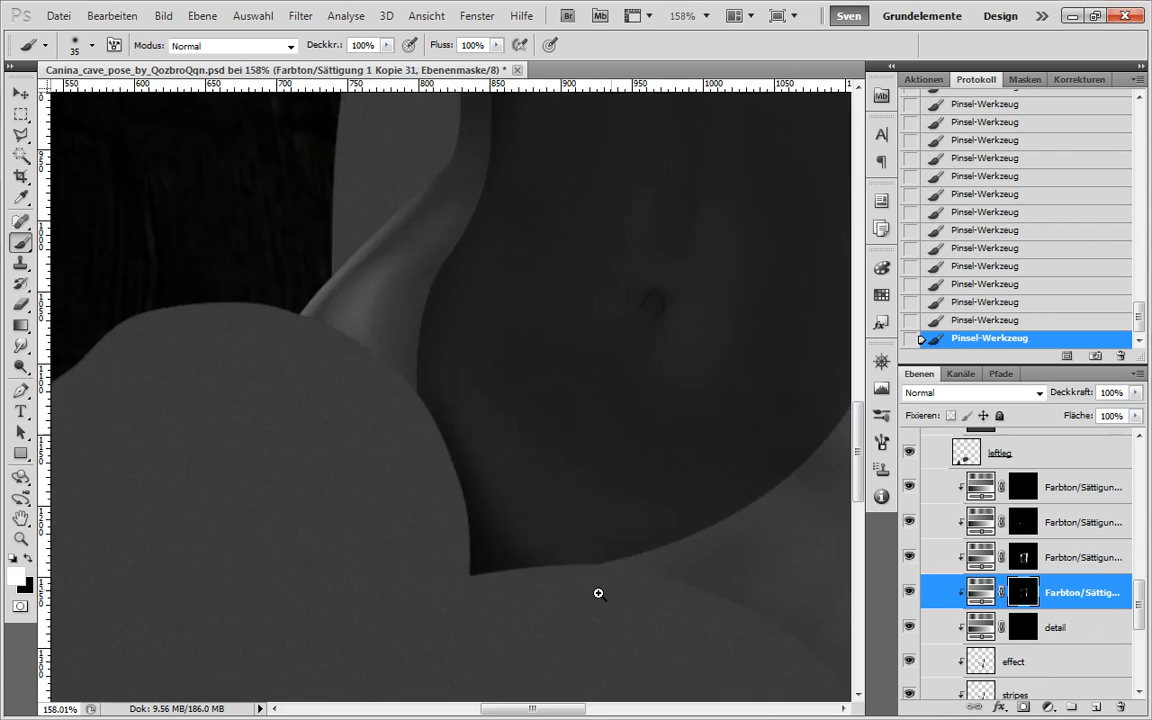 Ps Datei Bearbeiten Bild Ebene Auswahl Filter Analyse 3D Ansicht Fenster Hilfe Br Mb 158% Sven Grundelemente Design
35 Modus: Normal Deckkr.: 100% Fluss: 100%
Canina_cave_pose_by_QozbroQqn.psd bei 158% (Farbton/Sättigung 1 Kopie 31, Ebenenmaske/8) *
Aktionen Protokoll Masken Korrekturen
550 600 650 700 750 800 850 900 950 1000 1050
Pinsel-Werkzeug
Pinsel-Werkzeug
Pinsel-Werkzeug
Pinsel-Werkzeug
Pinsel-Werkzeug
Pinsel-Werkzeug
Pinsel-Werkzeug
Pinsel-Werkzeug
Pinsel-Werkzeug
Pinsel-Werkzeug
Pinsel-Werkzeug
Pinsel-Werkzeug
Pinsel-Werkzeug
Pinsel-Werkzeug
Ebenen Kanäle Pfade
Normal Deckkraft: 100%
Fixieren: Fläche: 100%
leftleg
Farbton/Sättigun...
Farbton/Sättigun...
Farbton/Sättigun...
Farbton/Sättig...
detail
effect
stripes
158.01% Dok: 9.56 MB/186.0 MB